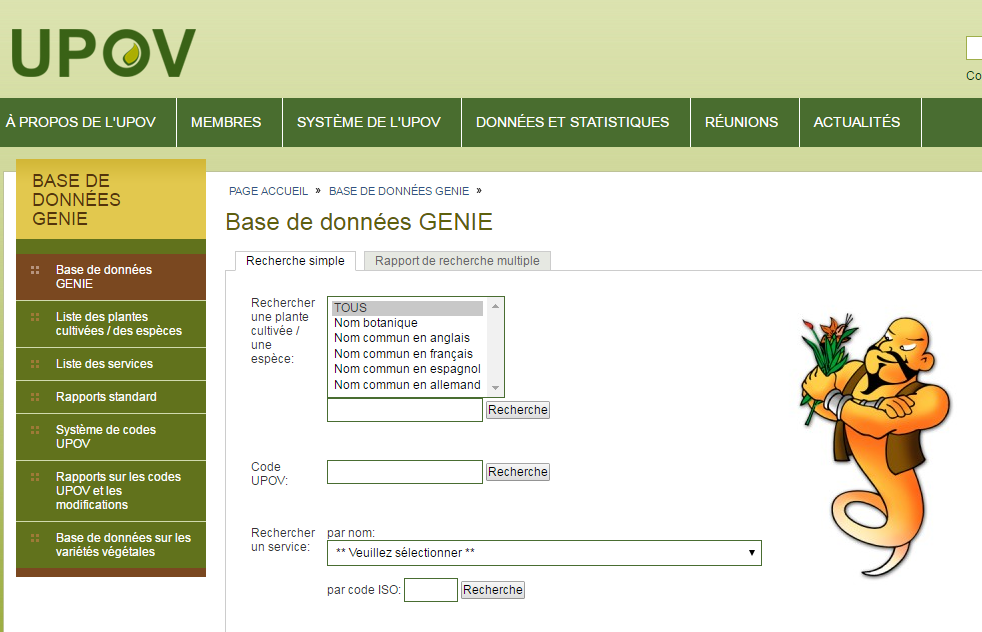 UPOV
Co
À PROPOS DE L'UPOV
MEMBRES
SYSTÈME DE L'UPOV
DONNÉES ET STATISTIQUES
RÉUNIONS
ACTUALITÉS
BASE DE
DONNÉES
GENIE
Base de données
GENIE
Liste des plantes
cultivées / des espèces
Liste des services
Rapports standard
Système de codes
UPOV
Rapports sur les codes
UPOV et les
modifications
Base de données sur les
variétés végétales
PAGE ACCUEIL » BASE DE DONNÉES GENIE »
Base de données GENIE
Recherche simple
Rapport de recherche multiple
Rechercher
une plante
cultivée /
une
espèce:
TOUS
Nom botanique
Nom commun en anglais
Nom commun en français
Nom commun en espagnol
Nom commun en allemand
Recherche
Code
UPOV:
Recherche
Rechercher
un service:
par nom:
** Veuillez sélectionner **
par code ISO:
Recherche